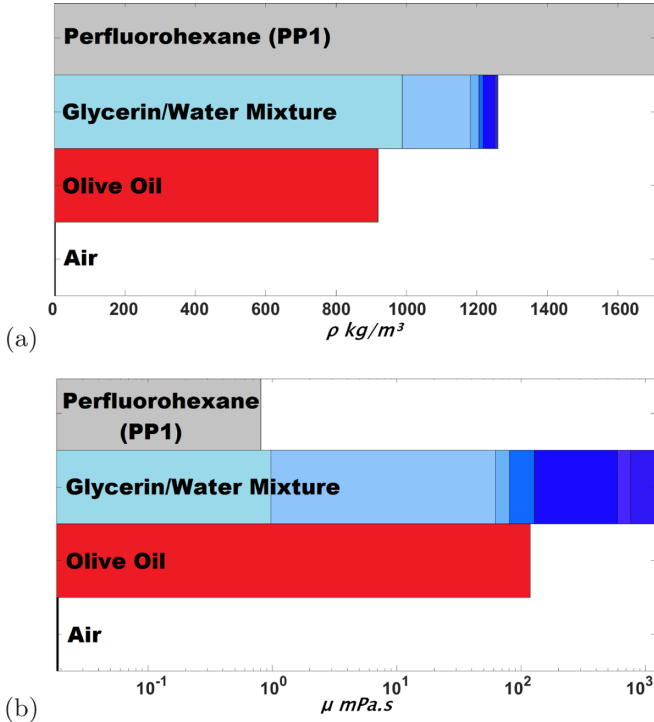 Perfluorohexane (PP1)
Glycerin/Water Mixture
Olive Oil
Air
0 200 400 600 800 1000 1200 1400 1600
ρ kg/m³
(a)
Perfluorohexane
(PP1)
Glycerin/Water Mixture
Olive Oil
Air
10⁻¹ 10⁰ 10¹ 10² 10³
μ mPa.s
(b)